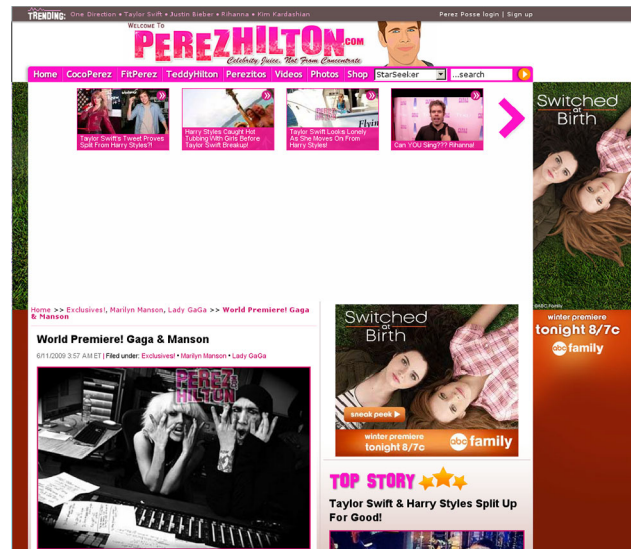 TRENDING: One Direction • Taylor Swift • Justin Bieber • Rihanna • Kim Kardashian
Perez Posse login | Sign up
WELCOME TO
PEREZHILTON.COM
Celebrity Juice, Not From Concentrate
Home CocoPerez FitPerez TeddyHilton Perezitos Videos Photos Shop StarSeeker ...search
Taylor Swift's Tweet Proves
Split From Harry Styles?!
Harry Styles Caught Hot
Tubbing With Girls Before
Taylor Swift Breakup!
Flyin
Taylor Swift Looks Lonely
As She Moves On From
Harry Styles!
Can YOU Sing??? Rihanna!
Switched
at
Birth
©ABC Family
winter premiere
tonight 8/7c
abc family
Home >> Exclusives!, Marilyn Manson, Lady GaGa >> World Premiere! Gaga
& Manson
World Premiere! Gaga & Manson
6/11/2009 3:57 AM ET | Filed under: Exclusives! • Marilyn Manson • Lady GaGa
PEREZ
HILTON
Switched
at
Birth
sneak peek
winter premiere
tonight 8/7c
abc family
TOP STORY
Taylor Swift & Harry Styles Split Up
For Good!